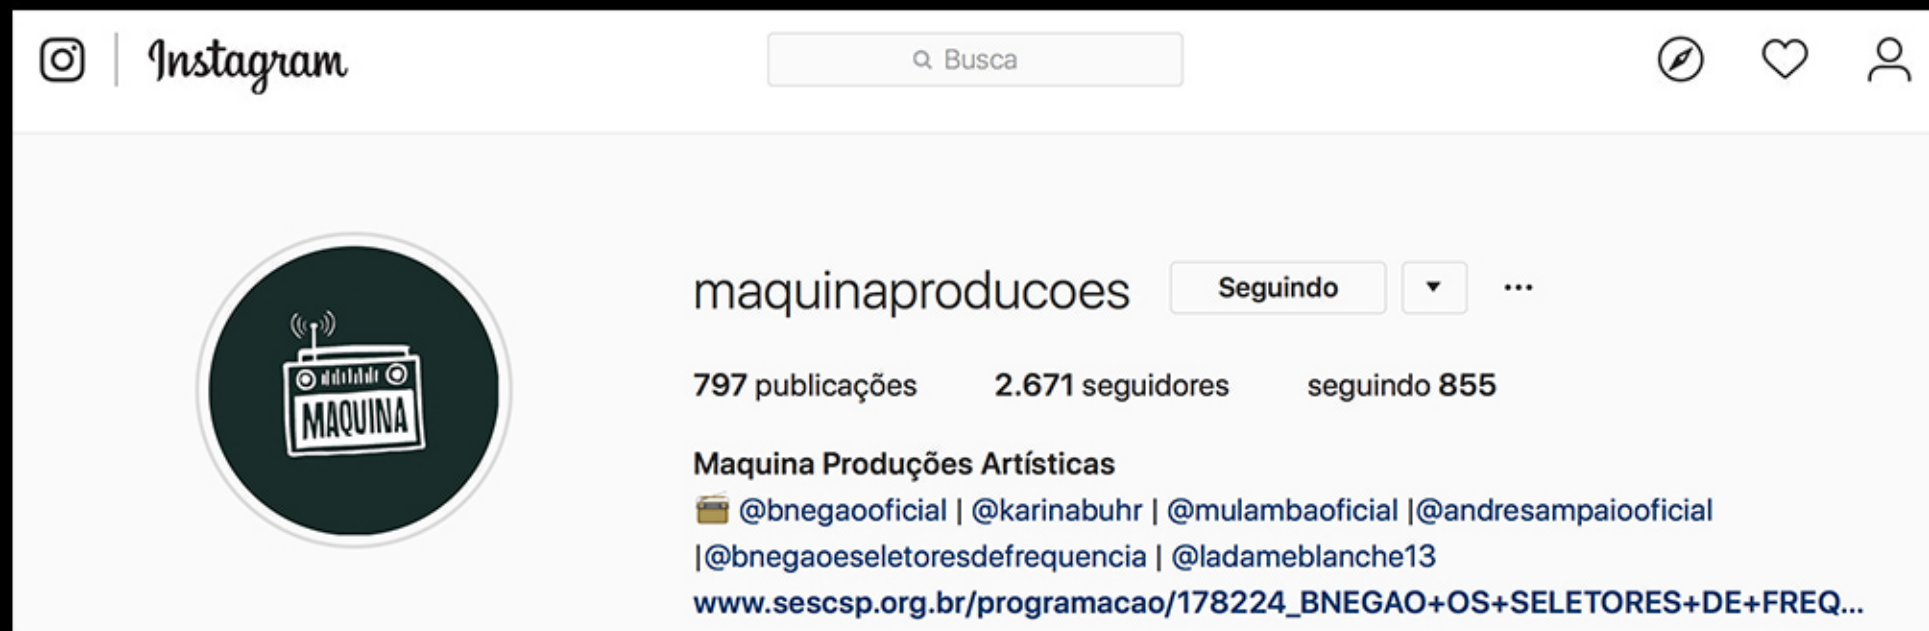 Instagram
Busca
maquinaproducoes Seguindo
797 publicações 2.671 seguidores seguindo 855
MAQUINA
Maquina Produções Artísticas
@bnegaooficial | @karinabuhr | @mulambaoficial |@andresampaiooficial
|@bnegaoeseletoresdefrequencia | @ladameblanche13
www.sescsp.org.br/programacao/178224_BNEGAO+OS+SELETORES+DE+FREQ...